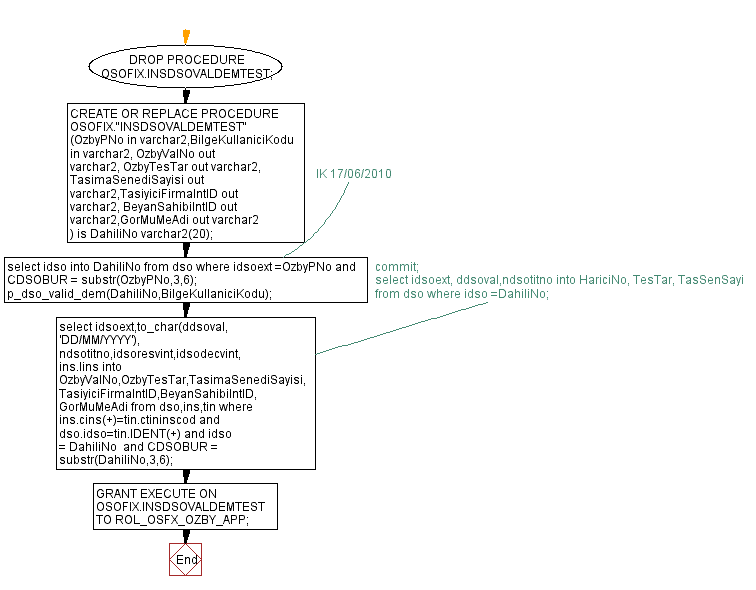 DROP PROCEDURE
OSOFIX.INSDSOVALDEMTEST;
CREATE OR REPLACE PROCEDURE
OSOFIX."INSDSOVALDEMTEST"
(OzbyPNo in varchar2,BilgeKullaniciKodu
in varchar2, OzbyValNo out
varchar2, OzbyTesTar out varchar2,
TasimaSenediSayisi out
varchar2,TasiyiciFirmaIntID out
varchar2, BeyanSahibiIntID out
varchar2,GorMuMeAdi out varchar2
) is DahiliNo varchar2(20);
IK 17/06/2010
select idso into DahiliNo from dso where idsoext =OzbyPNo and
CDSOBUR = substr(OzbyPNo,3,6);
p_dso_valid_dem(DahiliNo,BilgeKullaniciKodu);
commit;
select idsoext, ddsoval,ndsotitno into HariciNo, TesTar, TasSenSayi
from dso where idso =DahiliNo;
select idsoext,to_char(ddsoval,
'DD/MM/YYYY'),
ndsotitno,idsoresvint,idsodecvint,
ins.lins into
OzbyValNo,OzbyTesTar,TasimaSenediSayisi,
TasiyiciFirmaIntID,BeyanSahibiIntID,
GorMuMeAdi from dso,ins,tin where
ins.cins(+)=tin.ctininscod and
dso.idso=tin.IDENT(+) and idso
= DahiliNo  and CDSOBUR =
substr(DahiliNo,3,6);
GRANT EXECUTE ON
OSOFIX.INSDSOVALDEMTEST
TO ROL_OSFX_OZBY_APP;
End